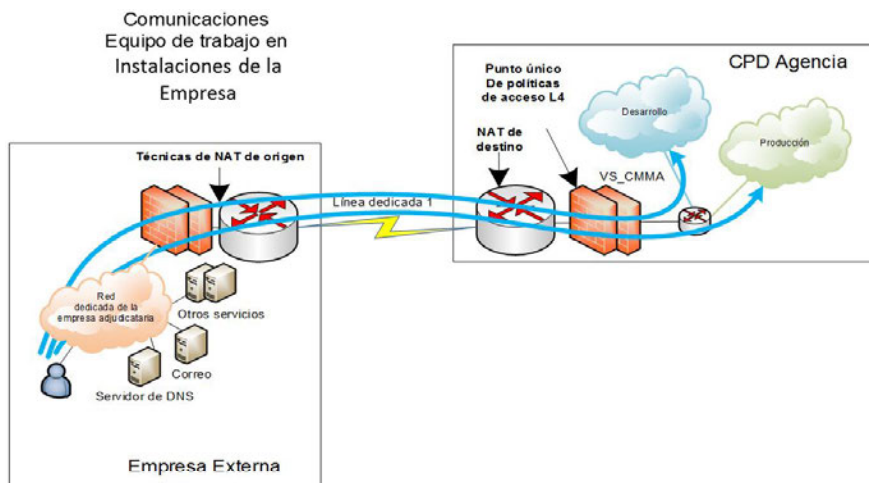 Comunicaciones
Equipo de trabajo en
Instalaciones de la
Empresa
CPD Agencia
Punto único
De políticas
de acceso L4
Desarrollo
Producción
NAT de
destino
VS_CMMA
Técnicas de NAT de origen
Línea dedicada 1
Red
dedicada de la
empresa adjudicataria
Otros servicios
Correo
Servidor de DNS
Empresa Externa